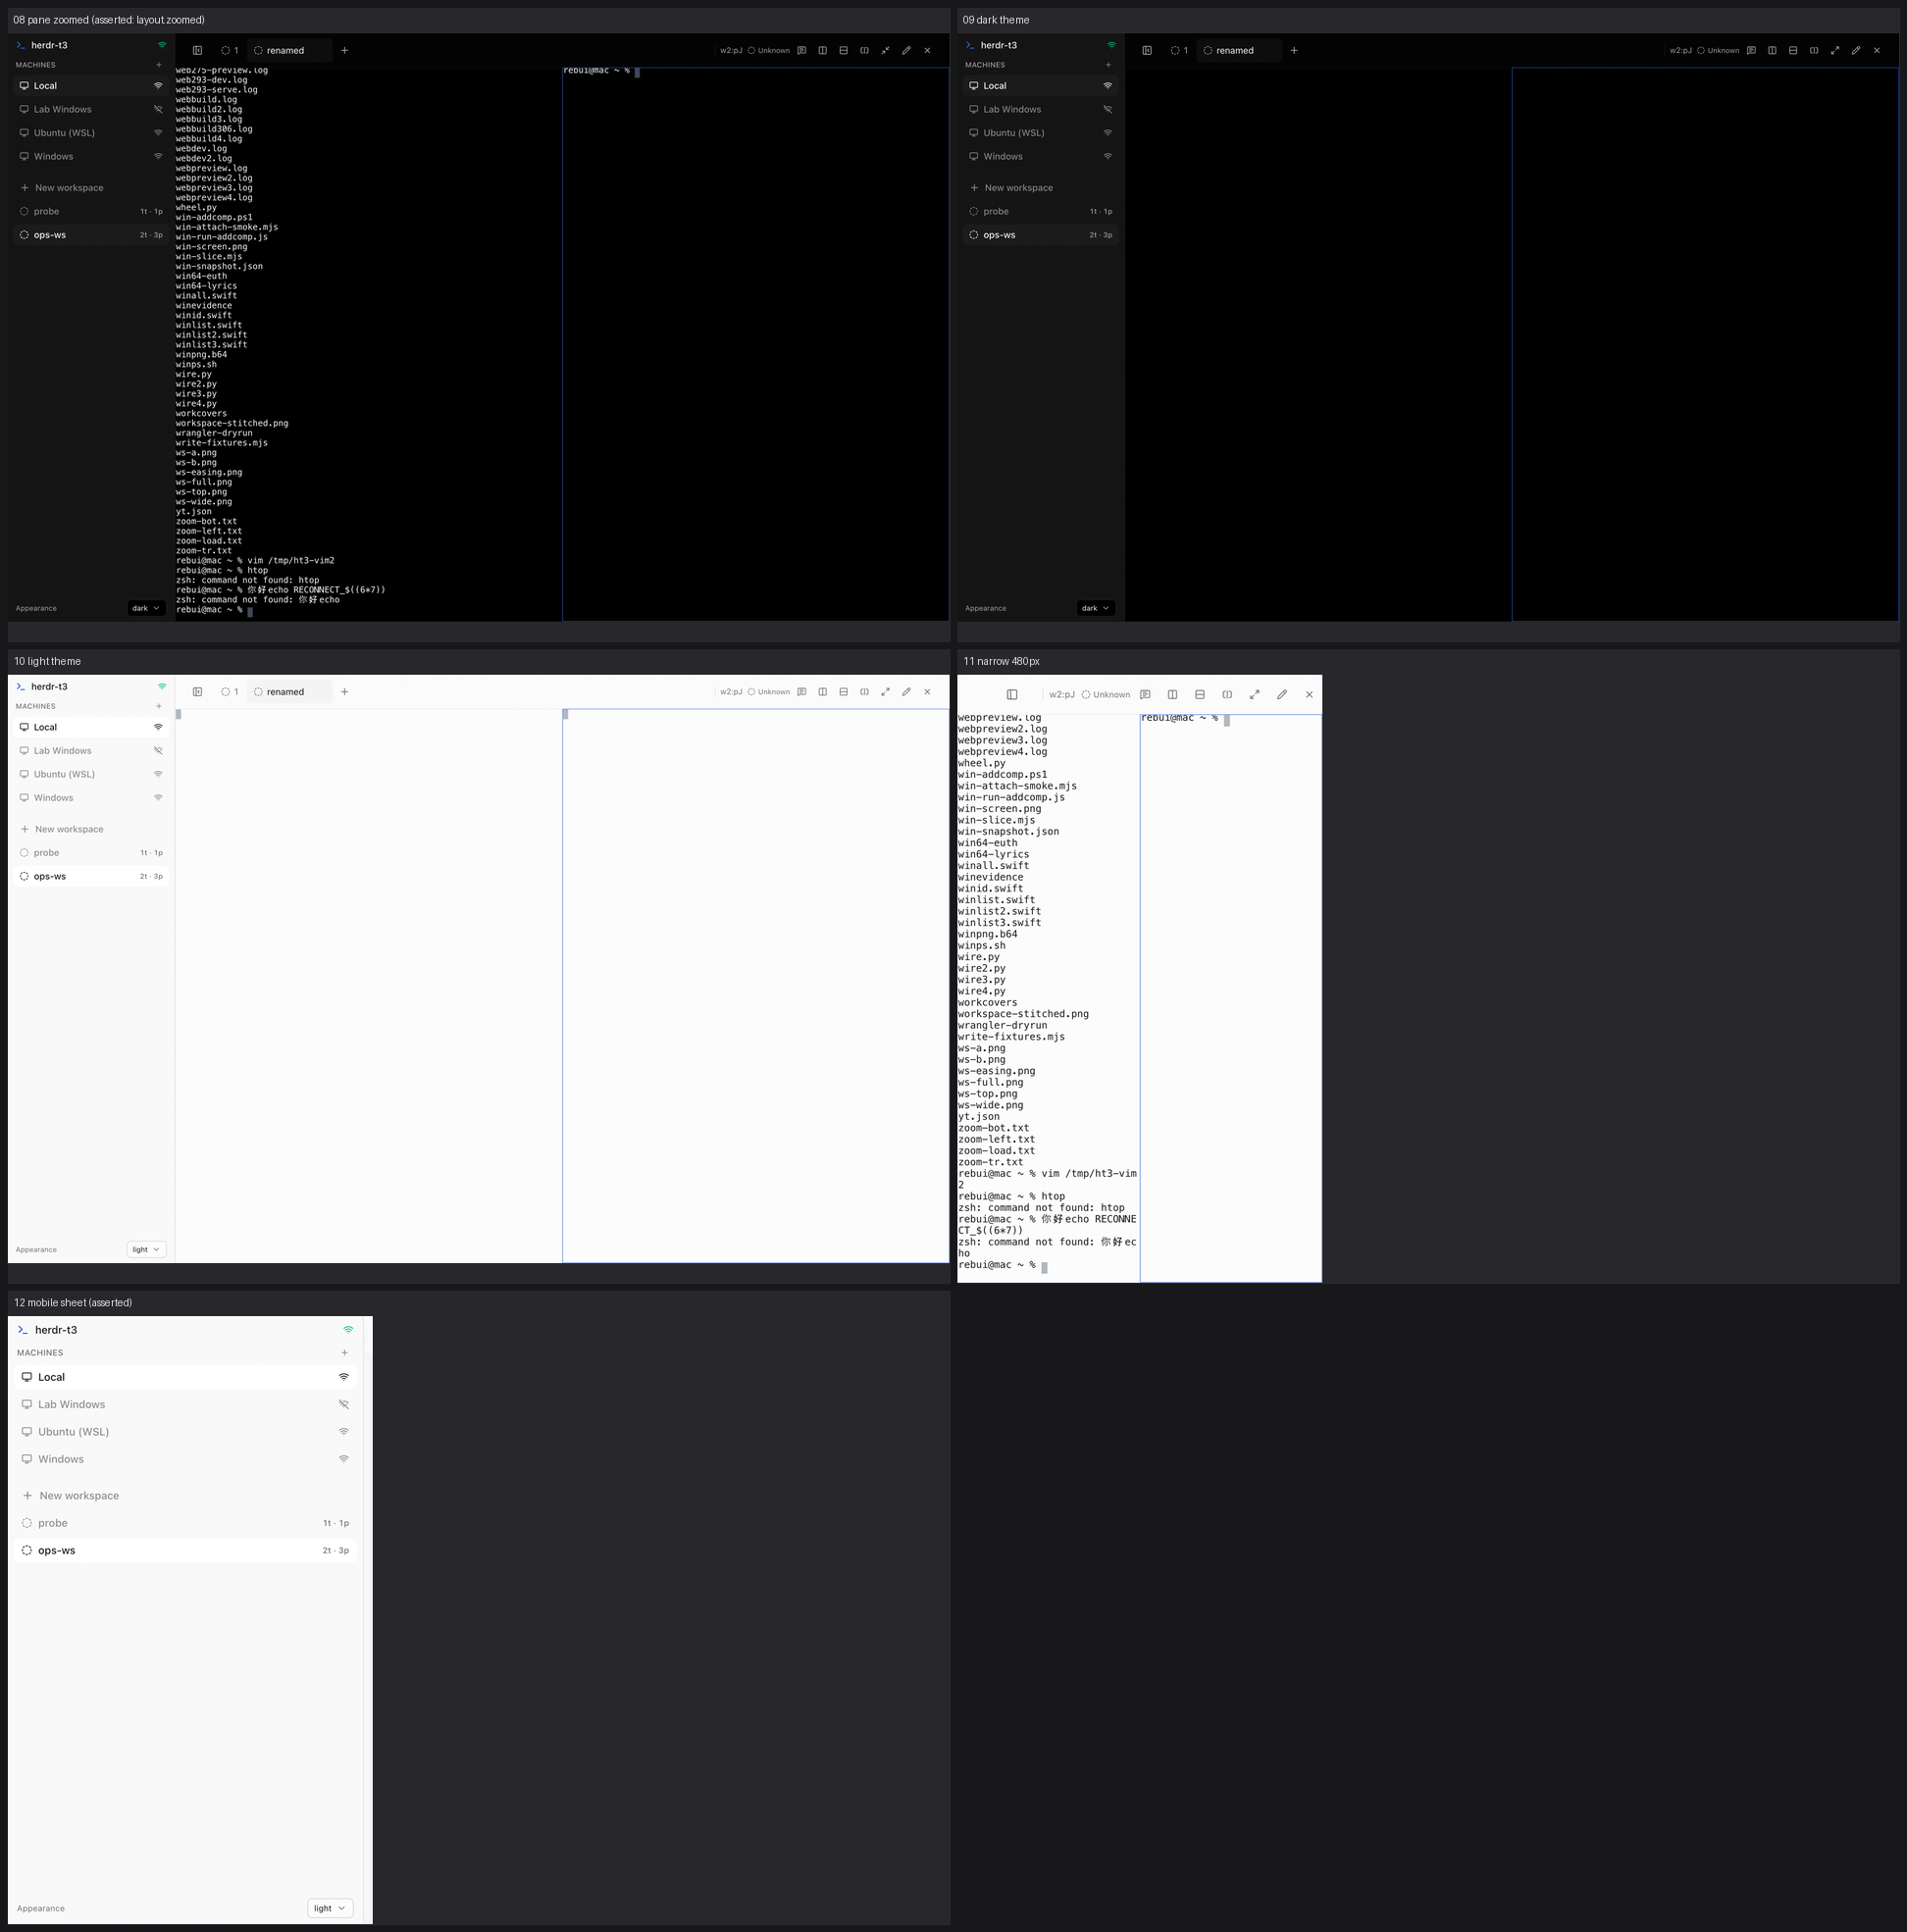 08 pane zoomed (asserted: layout.zoomed)
herdr-t3
MACHINES
Local
Lab Windows
Ubuntu (WSL)
Windows
New workspace
probe 1t · 1p
ops-ws 2t · 3p
Appearance dark
1 renamed w2:pJ Unknown
web275-preview.log
web293-dev.log
web293-serve.log
webbuild.log
webbuild2.log
webbuild3.log
webbuild306.log
webbuild4.log
webdev.log
webdev2.log
webpreview.log
webpreview2.log
webpreview3.log
webpreview4.log
wheel.py
win-addcomp.ps1
win-attach-smoke.mjs
win-run-addcomp.js
win-screen.png
win-slice.mjs
win-snapshot.json
win64-euth
win64-lyrics
winall.swift
winevidence
winid.swift
winlist.swift
winlist2.swift
winlist3.swift
winpng.b64
winps.sh
wire.py
wire2.py
wire3.py
wire4.py
workcovers
workspace-stitched.png
wrangler-dryrun
write-fixtures.mjs
ws-a.png
ws-b.png
ws-easing.png
ws-full.png
ws-top.png
ws-wide.png
yt.json
zoom-bot.txt
zoom-left.txt
zoom-load.txt
zoom-tr.txt
rebui@mac ~ % vim /tmp/ht3-vim2
rebui@mac ~ % htop
zsh: command not found: htop
rebui@mac ~ % 你好echo RECONNECT_$((6*7))
zsh: command not found: 你好echo
rebui@mac ~ %
rebui@mac ~ %
09 dark theme
herdr-t3
MACHINES
Local
Lab Windows
Ubuntu (WSL)
Windows
New workspace
probe 1t · 1p
ops-ws 2t · 3p
Appearance dark
1 renamed w2:pJ Unknown
10 light theme
herdr-t3
MACHINES
Local
Lab Windows
Ubuntu (WSL)
Windows
New workspace
probe 1t · 1p
ops-ws 2t · 3p
Appearance light
1 renamed w2:pJ Unknown
11 narrow 480px
w2:pJ Unknown
webpreview.log
webpreview2.log
webpreview3.log
webpreview4.log
wheel.py
win-addcomp.ps1
win-attach-smoke.mjs
win-run-addcomp.js
win-screen.png
win-slice.mjs
win-snapshot.json
win64-euth
win64-lyrics
winall.swift
winevidence
winid.swift
winlist.swift
winlist2.swift
winlist3.swift
winpng.b64
winps.sh
wire.py
wire2.py
wire3.py
wire4.py
workcovers
workspace-stitched.png
wrangler-dryrun
write-fixtures.mjs
ws-a.png
ws-b.png
ws-easing.png
ws-full.png
ws-top.png
ws-wide.png
yt.json
zoom-bot.txt
zoom-left.txt
zoom-load.txt
zoom-tr.txt
rebui@mac ~ % vim /tmp/ht3-vim
2
rebui@mac ~ % htop
zsh: command not found: htop
rebui@mac ~ % 你好echo RECONNE
CT_$((6*7))
zsh: command not found: 你好ec
ho
rebui@mac ~ %
rebui@mac ~ %
12 mobile sheet (asserted)
herdr-t3
MACHINES
Local
Lab Windows
Ubuntu (WSL)
Windows
New workspace
probe 1t · 1p
ops-ws 2t · 3p
Appearance light